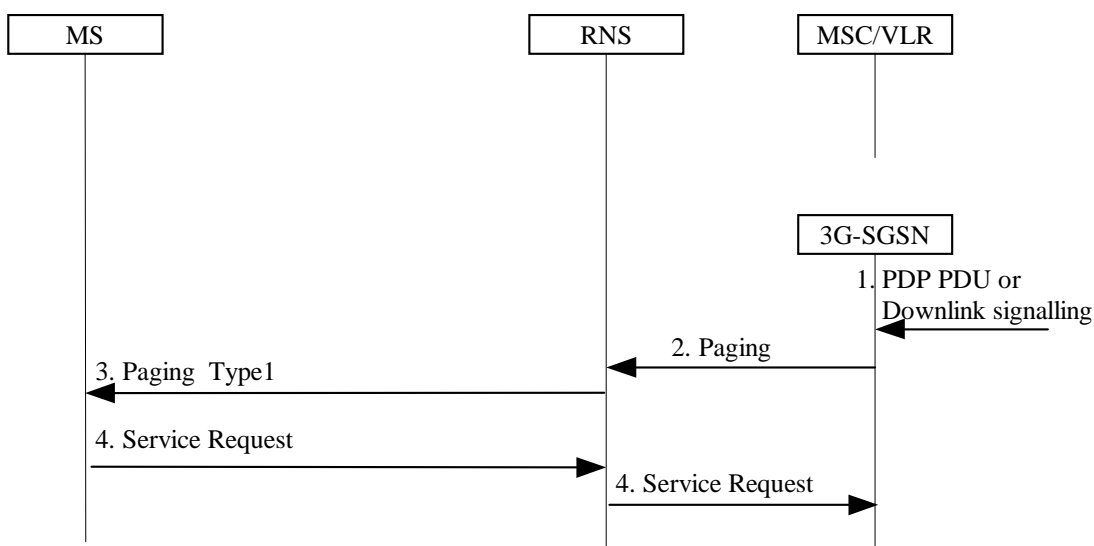 MS
RNS
MSC/VLR
3G-SGSN
1. PDP PDU or
Downlink signalling
2. Paging
3. Paging Type1
4. Service Request
4. Service Request